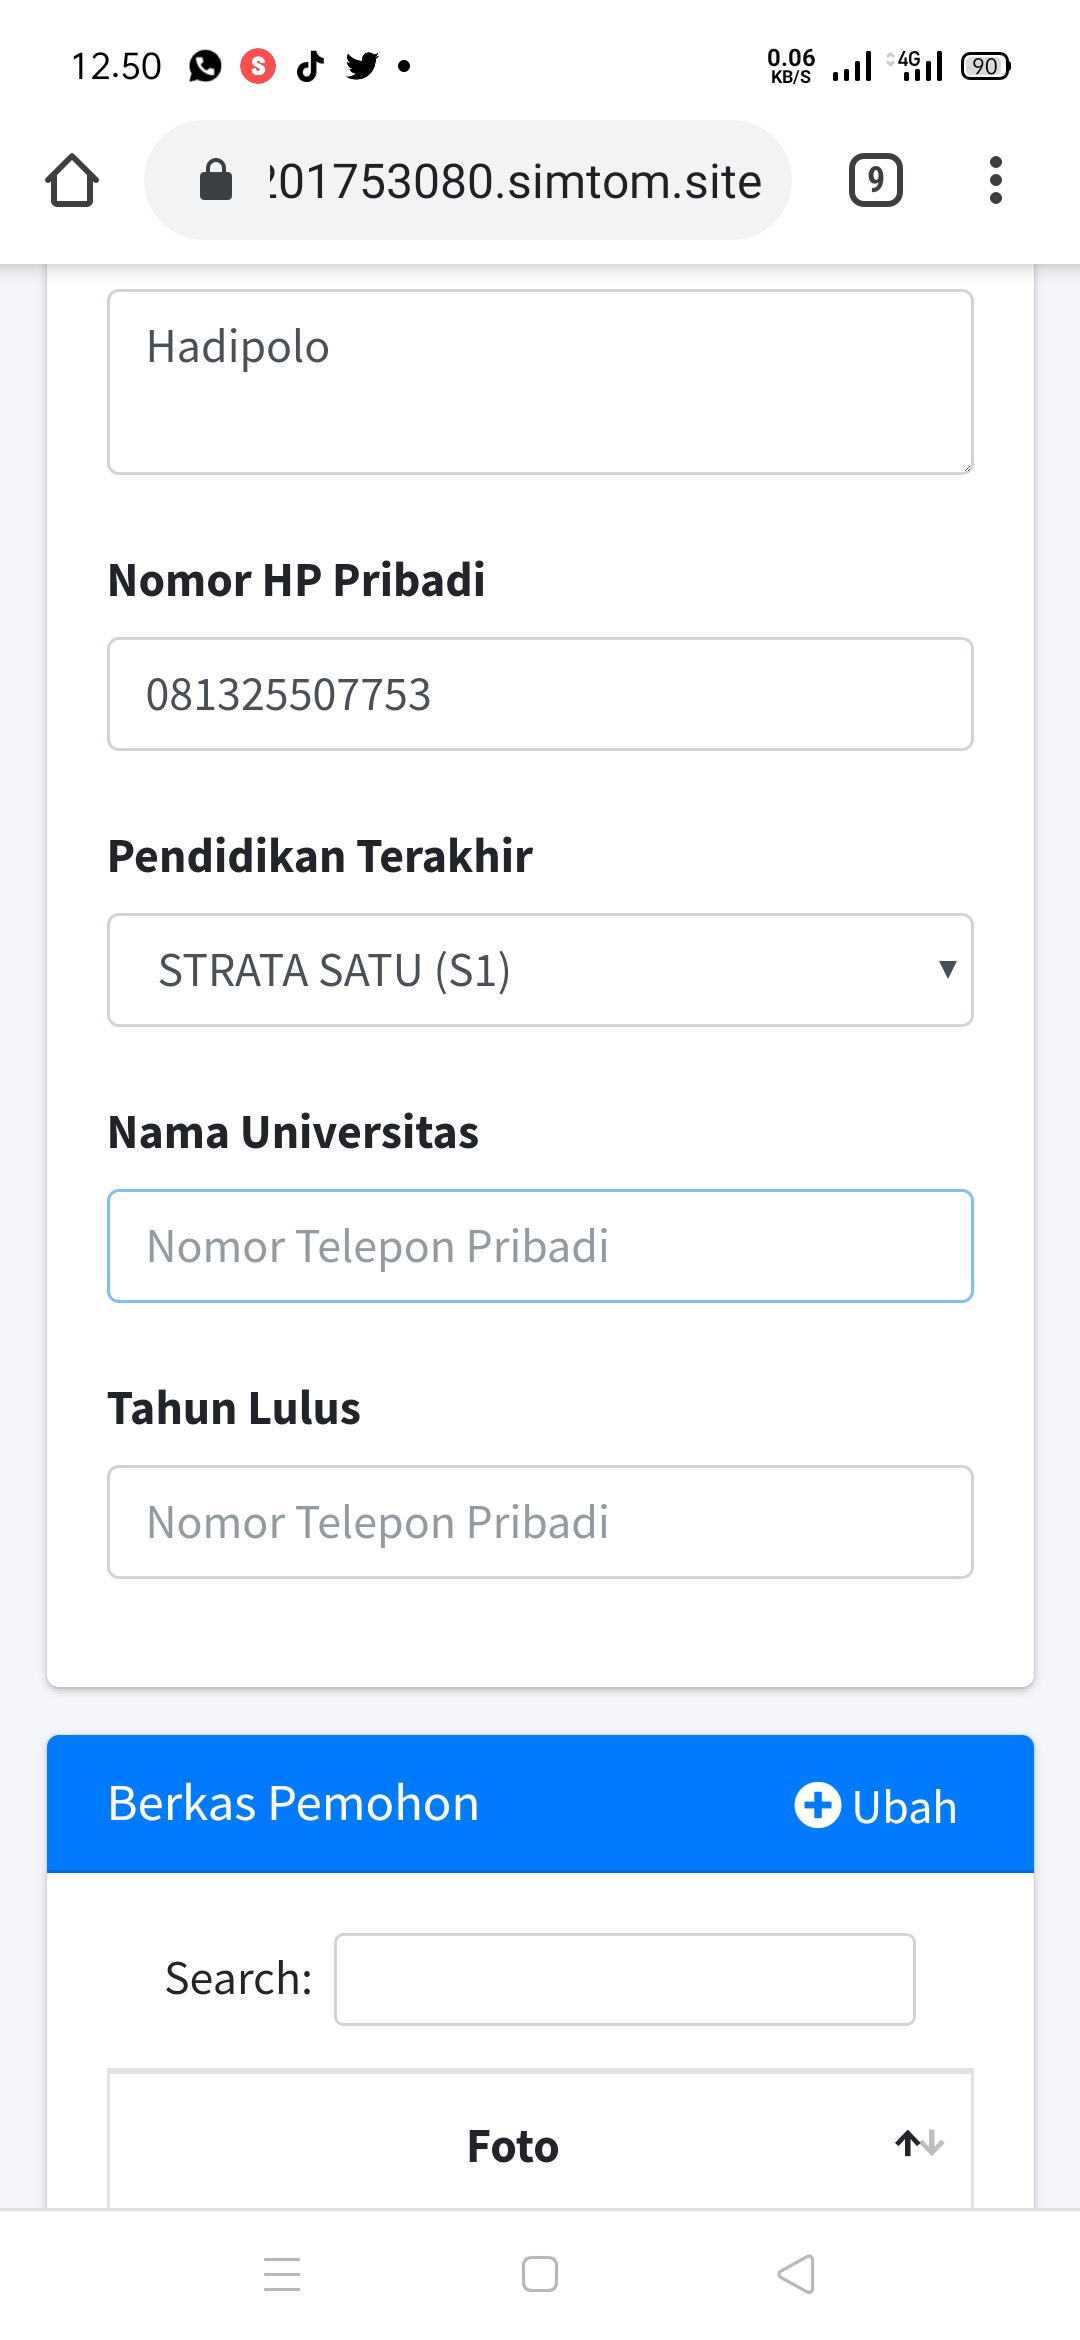 12.50
0.06
KB/S
4G
90
201753080.simtom.site
9
Hadipolo
Nomor HP Pribadi
081325507753
Pendidikan Terakhir
STRATA SATU (S1)
Nama Universitas
Nomor Telepon Pribadi
Tahun Lulus
Nomor Telepon Pribadi
Berkas Pemohon
Ubah
Search:
Foto